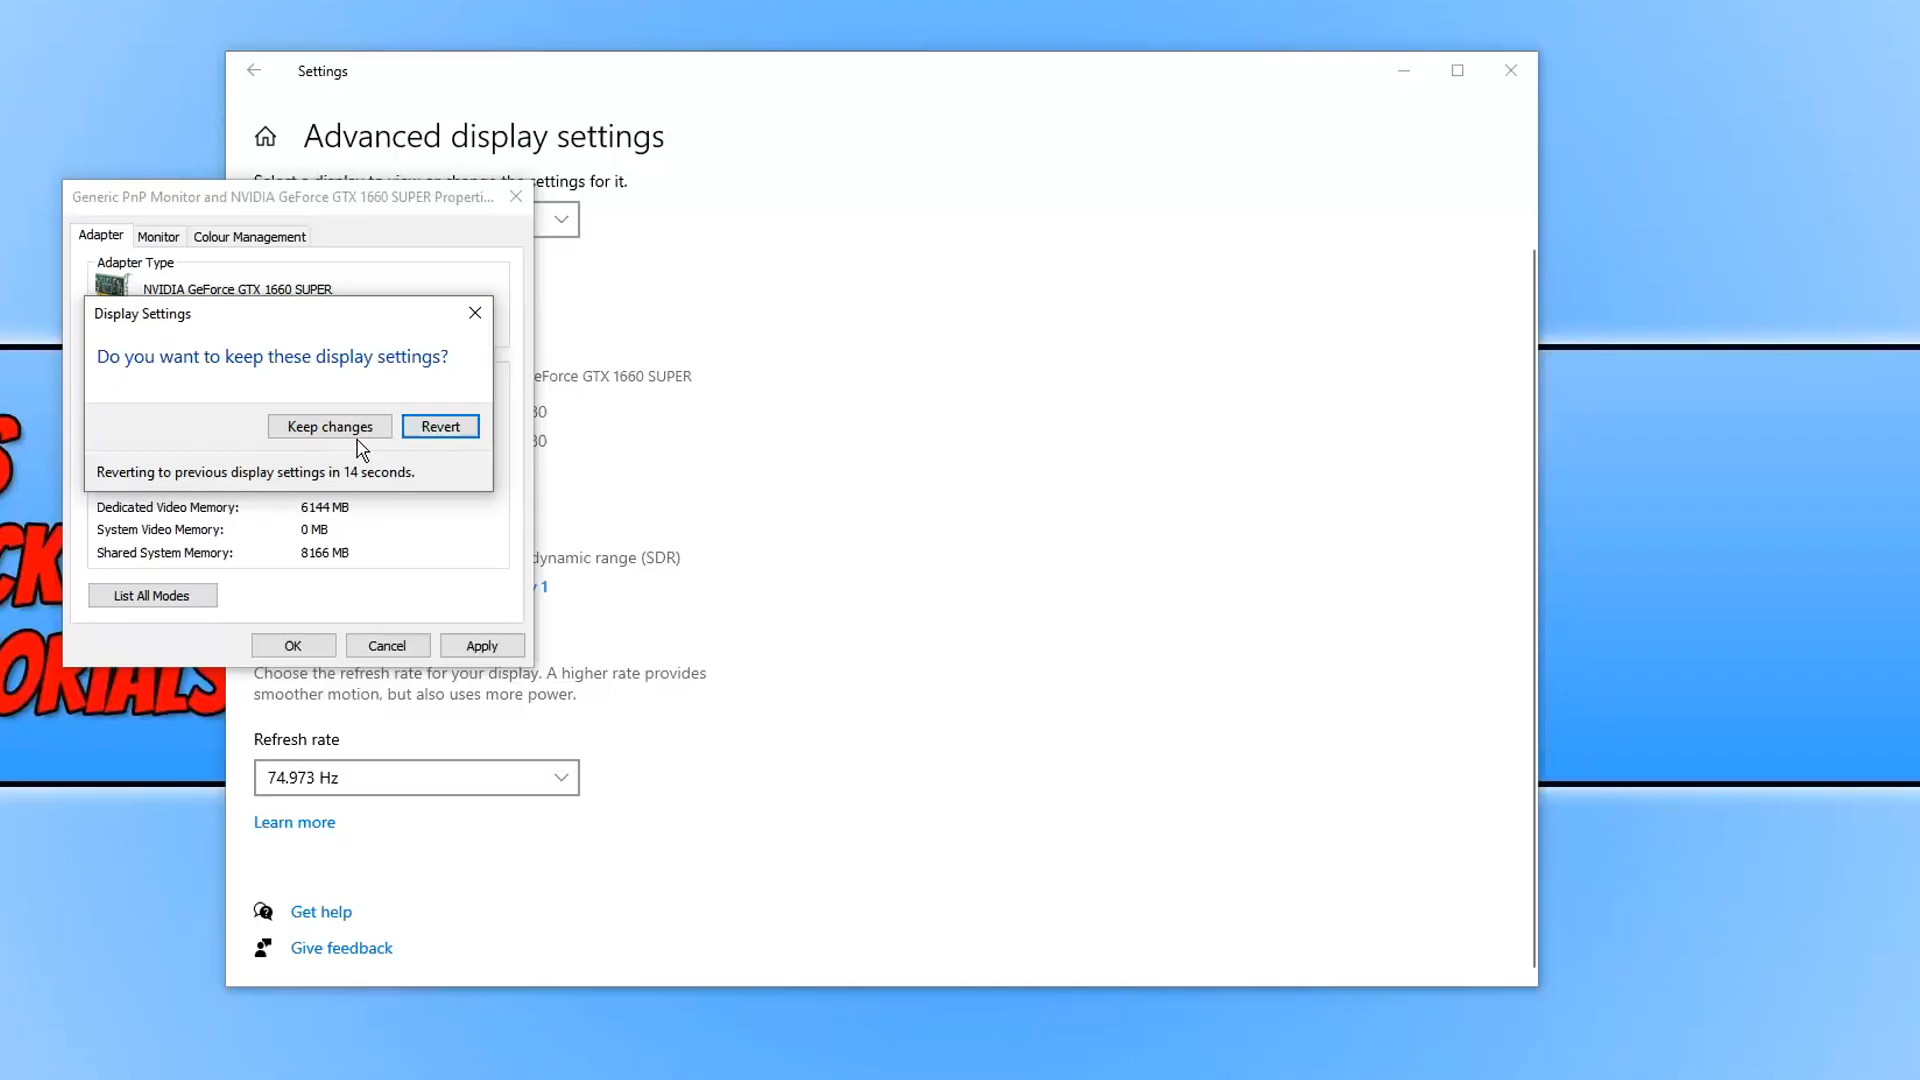 Settings
Advanced display settings
settings for it.
Generic PnP Monitor and NVIDIA GeForce GTX 1660 SUPER Properti...
Adapter
Monitor
Colour Management
Adapter Type
NVIDIA GeForce GTX 1660 SUPER
Display Settings
Do you want to keep these display settings?
eForce GTX 1660 SUPER
Keep changes
Revert
Reverting to previous display settings in 14 seconds.
Dedicated Video Memory: 6144 MB
System Video Memory: 0 MB
Shared System Memory: 8166 MB
dynamic range (SDR)
y 1
List All Modes
OK
Cancel
Apply
Choose the refresh rate for your display. A higher rate provides
smoother motion, but also uses more power.
Refresh rate
74.973 Hz
Learn more
Get help
Give feedback
CK
ORIALS